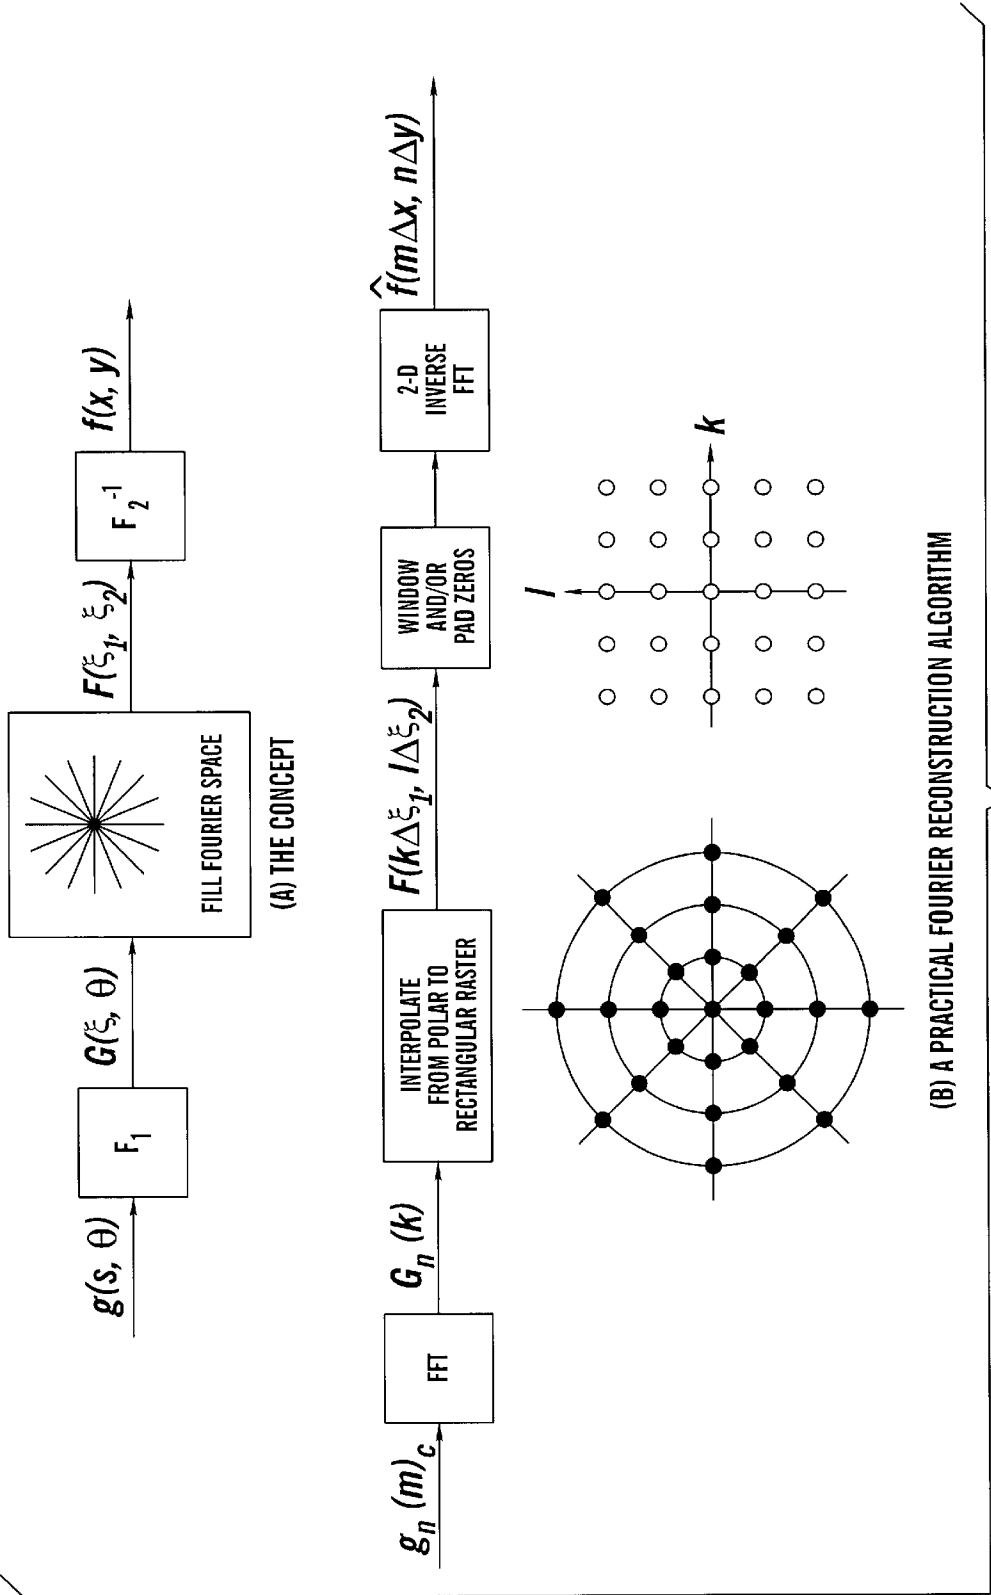 g(s, θ)
F₁
G(ξ, θ)
FILL FOURIER SPACE
F(ξ₁, ξ₂)
F₂⁻¹
f(x, y)
(A) THE CONCEPT
gₙ (m)_c
FFT
Gₙ (k)
INTERPOLATE
FROM POLAR TO
RECTANGULAR RASTER
F(kΔξ₁, lΔξ₂)
WINDOW
AND/OR
PAD ZEROS
2-D
INVERSE
FFT
f̂(mΔx, nΔy)
l
k
(B) A PRACTICAL FOURIER RECONSTRUCTION ALGORITHM